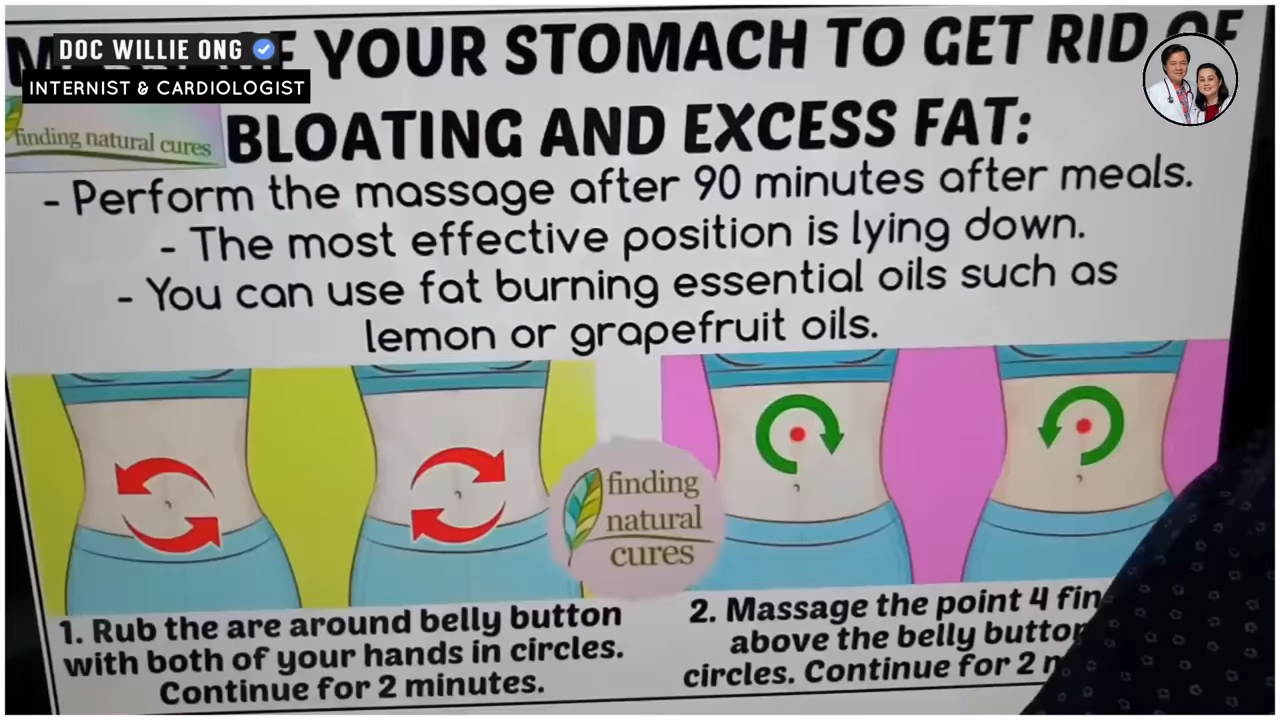 DOC WILLIE ONG
INTERNIST & CARDIOLOGIST
YOUR STOMACH TO GET RID OF
finding natural cures
BLOATING AND EXCESS FAT:
- Perform the massage after 90 minutes after meals.
- The most effective position is lying down.
- You can use fat burning essential oils such as
lemon or grapefruit oils.
finding
natural
cures
1. Rub the are around belly button
with both of your hands in circles.
Continue for 2 minutes.
2. Massage the point 4
above the belly
circles. Continue for 2